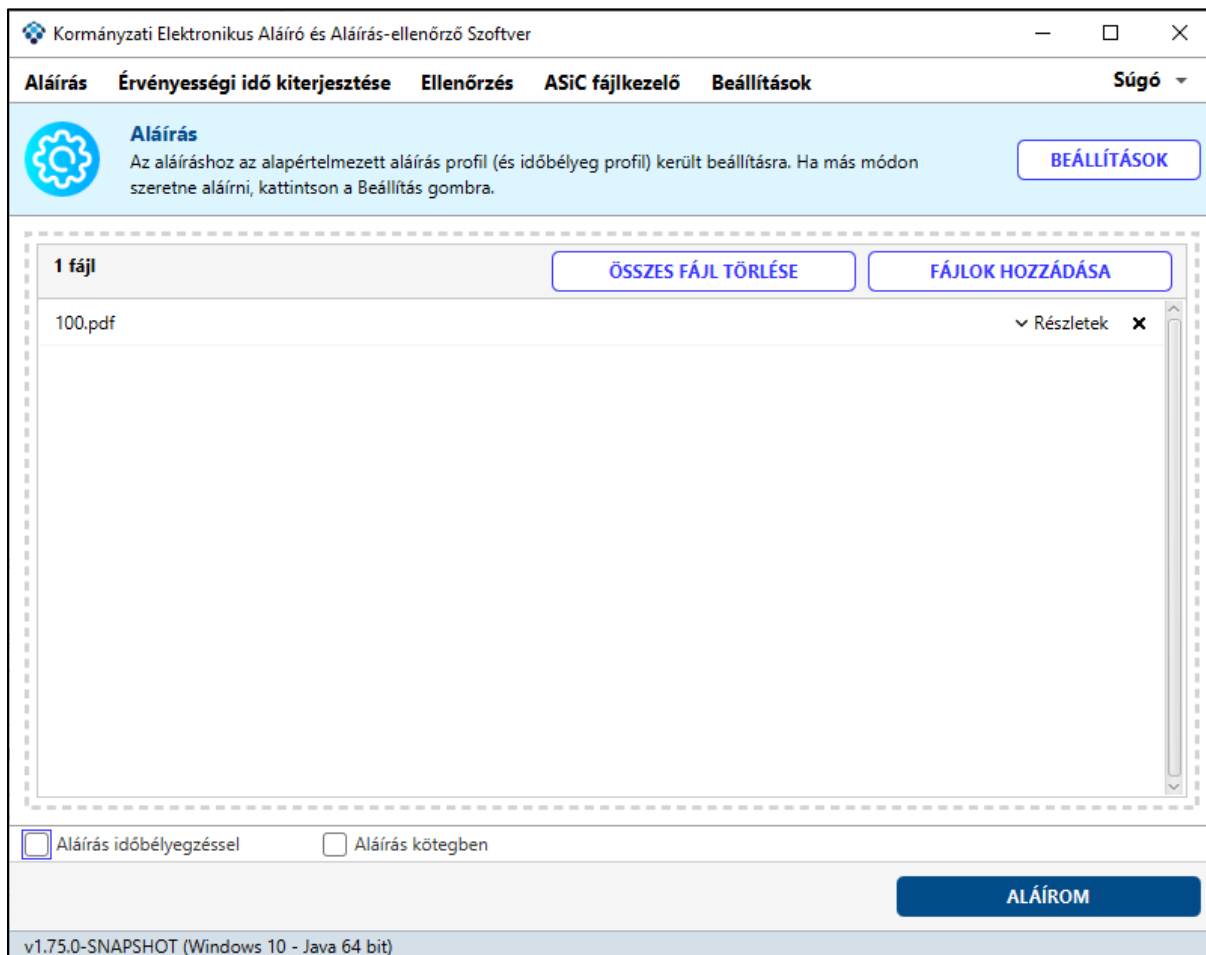 Kormányzati Elektronikus Aláíró és Aláírás-ellenőrző Szoftver
Aláírás Érvényességi idő kiterjesztése Ellenőrzés ASiC fájlkezelő Beállítások Súgó
Aláírás
Az aláíráshoz az alapértelmezett aláírás profil (és időbélyeg profil) került beállításra. Ha más módon
szeretne aláírni, kattintson a Beállítás gombra.
BEÁLLÍTÁSOK
1 fájl ÖSSZES FÁJL TÖRLÉSE FÁJLOK HOZZÁDÁSA
100.pdf Részletek
Aláírás időbélyegzéssel Aláírás kötegben
ALÁÍROM
v1.75.0-SNAPSHOT (Windows 10 - Java 64 bit)